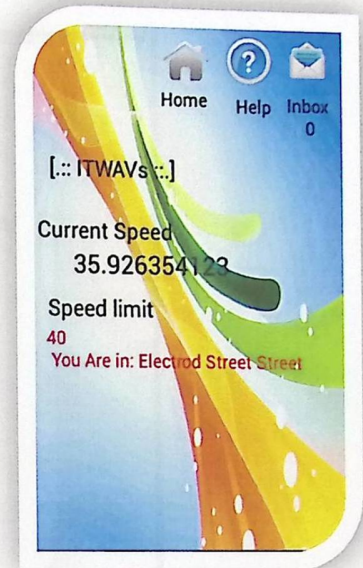 Home Help Inbox
0
[.:: ITWAVs ::.]
Current Speed
35.926354123
Speed limit
40
You Are in: Electrod Street Street